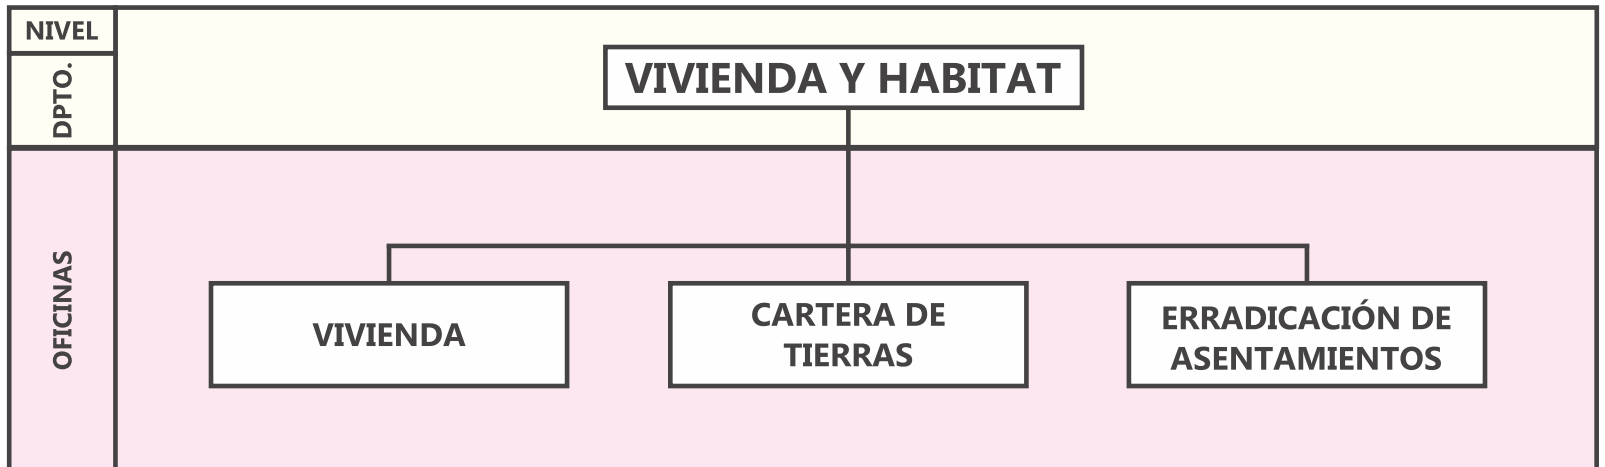 NIVEL
DPTO.
VIVIENDA Y HABITAT
OFICINAS
VIVIENDA
CARTERA DE
TIERRAS
ERRADICACIÓN DE
ASENTAMIENTOS